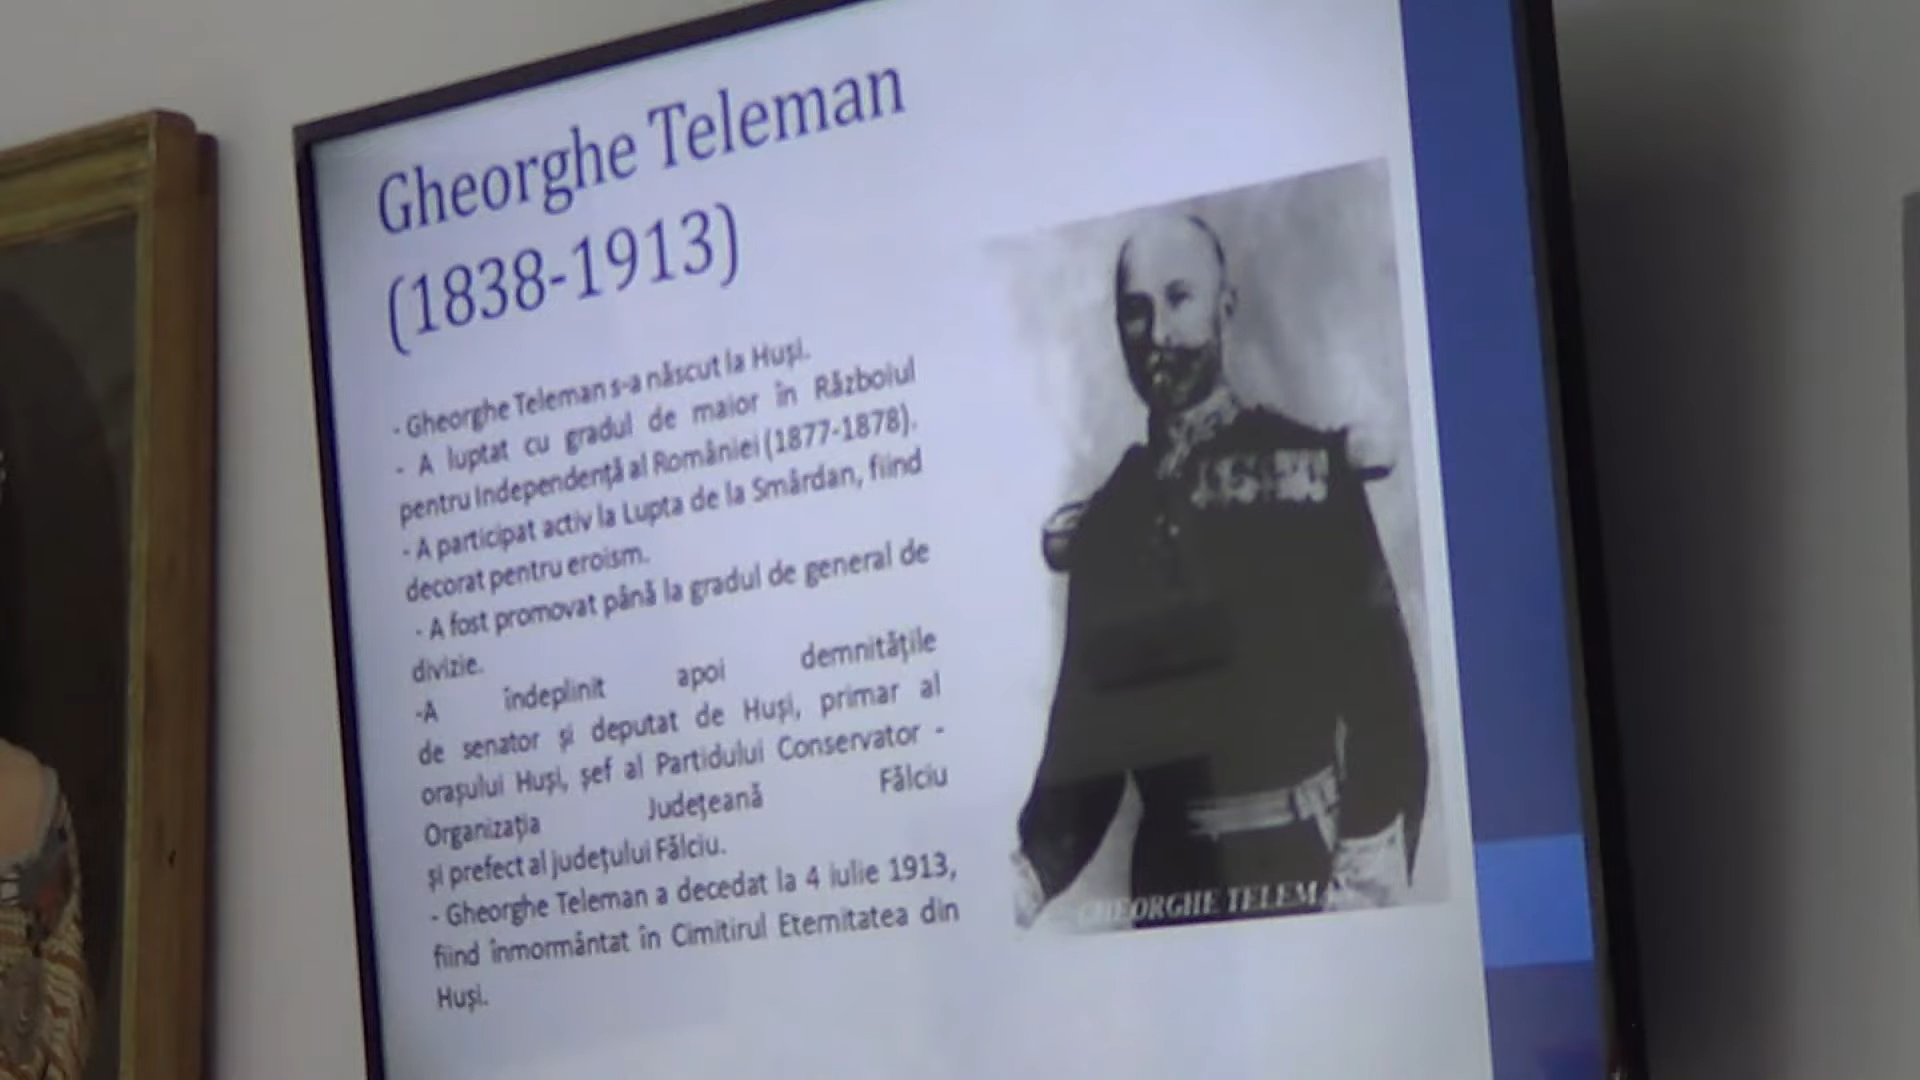 Gheorghe Teleman
(1838-1913)
- Gheorghe Teleman s-a născut la Huși.
- A luptat cu gradul de maior în Războiul
pentru Independență al României (1877-1878).
- A participat activ la Lupta de la Smârdan, fiind
decorat pentru eroism.
- A fost promovat până la gradul de general de
divizie.
-A îndeplinit apoi demnitățile
de senator și deputat de Huși, primar al
orașului Huși, șef al Partidului Conservator -
Organizația Județeană Fălciu
și prefect al județului Fălciu.
- Gheorghe Teleman a decedat la 4 iulie 1913,
fiind înmormântat în Cimitirul Eternitatea din
Huși.
GHEORGHE TELEMAN